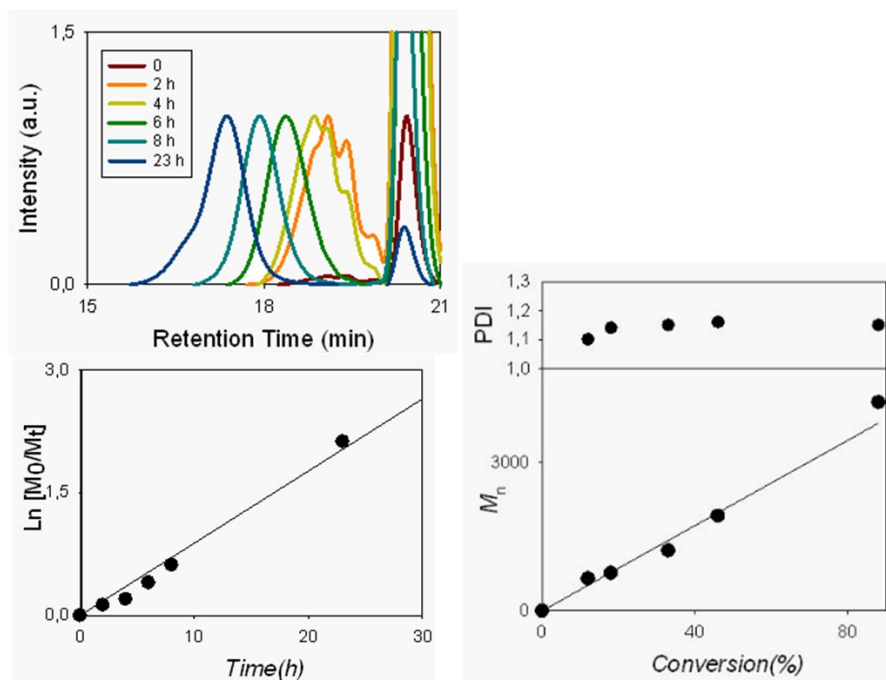 1,5
0
2 h
4 h
6 h
8 h
23 h
Intensity (a.u.)
0,0
15
18
21
Retention Time (min)
3,0
1,5
0,0
Ln [Mo/Mt]
0
10
20
30
Time(h)
1,3
1,2
1,1
1,0
PDI
3000
0
Mn
0
40
80
Conversion(%)